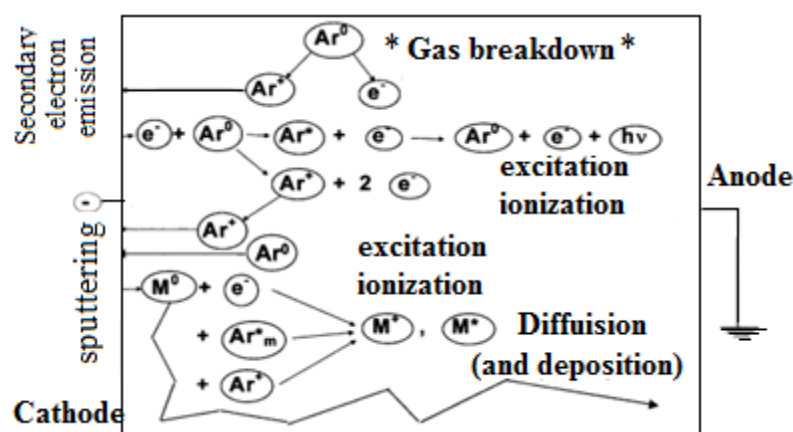 Ar⁰ * Gas breakdown *
Secondary electron emission
Ar⁺ e⁻
e⁻ + Ar⁰ Ar* + e⁻ Ar⁰ + e⁻ + hν
excitation
ionization
Ar⁺ + 2 e⁻
Anode
-
Ar⁺
Ar⁰
sputtering
excitation
ionization
M⁰ + e⁻
+ Ar*m
M⁺ , M*
Diffuision
(and deposition)
+ Ar⁺
Cathode